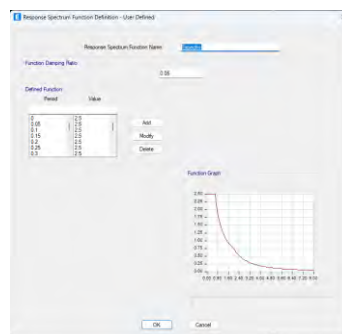 Response Spectrum Function Definition - User Defined
Response Spectrum Function Name
Function Damping Ratio
0.05
Defined Function
Period Value
0 2.5
0.05 2.5
0.1 2.5
0.15 2.5
0.2 2.5
0.25 2.5
0.3 2.5
Add
Modify
Delete
Function Graph
OK Cancel